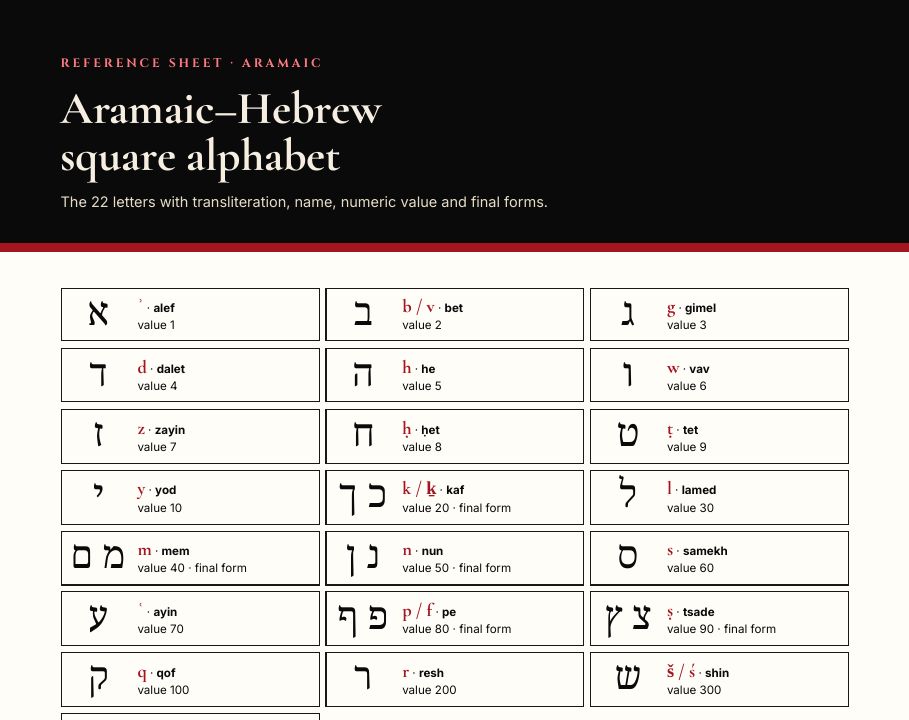 REFERENCE SHEET · ARAMAIC
Aramaic–Hebrew
square alphabet
The 22 letters with transliteration, name, numeric value and final forms.
א ʾ · alef
value 1
ב b / v · bet
value 2
ג g · gimel
value 3
ד d · dalet
value 4
ה h · he
value 5
ו w · vav
value 6
ז z · zayin
value 7
ח ḥ · ḥet
value 8
ט ṭ · tet
value 9
י y · yod
value 10
כ ך k / ḵ · kaf
value 20 · final form
ל l · lamed
value 30
מ ם m · mem
value 40 · final form
נ ן n · nun
value 50 · final form
ס s · samekh
value 60
ע ʿ · ayin
value 70
פ ף p / f · pe
value 80 · final form
צ ץ ṣ · tsade
value 90 · final form
ק q · qof
value 100
ר r · resh
value 200
ש š / ś · shin
value 300